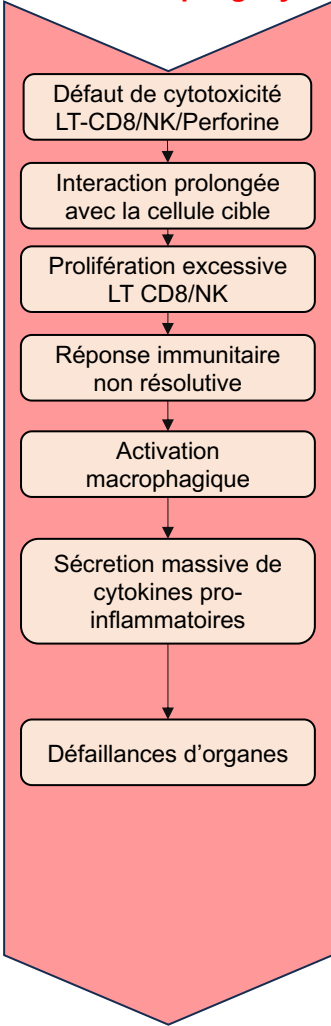 Défaut de cytotoxicité
LT-CD8/NK/Perforine
Interaction prolongée
avec la cellule cible
Prolifération excessive
LT CD8/NK
Réponse immunitaire
non résolutive
Activation
macrophagique
Sécretion massive de
cytokines pro-
inflammatoires
Défaillances d’organes